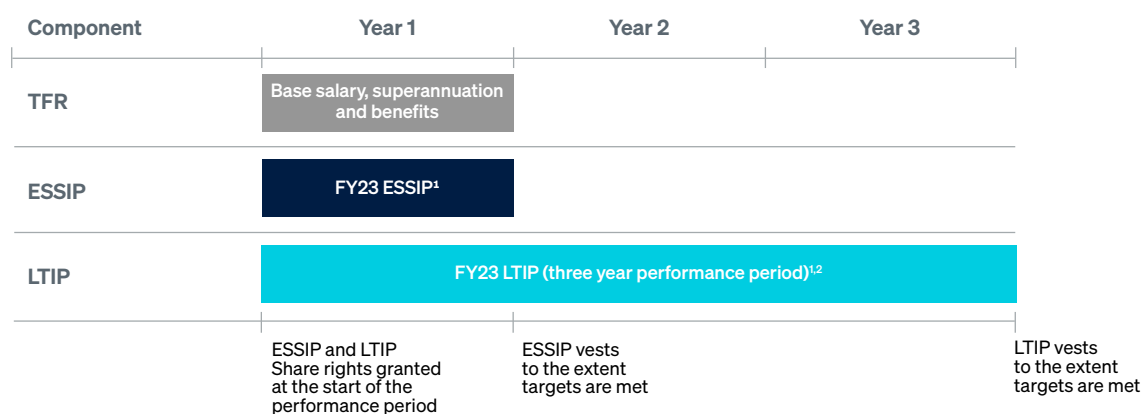 Component
Year 1
Year 2
Year 3
TFR
Base salary, superannuation
and benefits
ESSIP
FY23 ESSIP¹
LTIP
FY23 LTIP (three year performance period)¹,²
ESSIP and LTIP
Share rights granted
at the start of the
performance period
ESSIP vests
to the extent
targets are met
LTIP vests
to the extent
targets are met